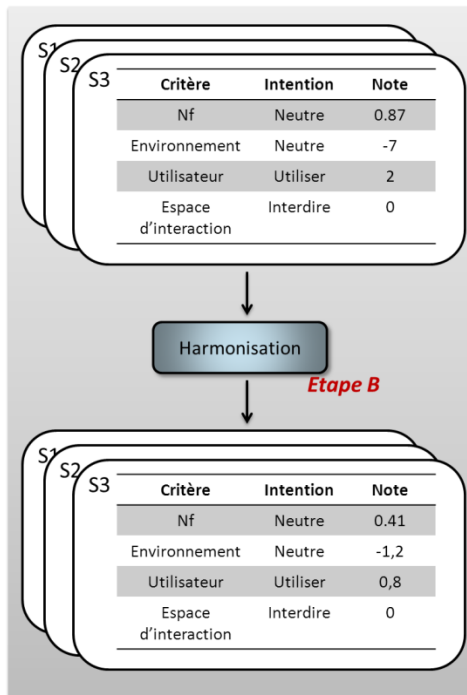 S1
S2
S3
Critère Intention Note
Nf Neutre 0.87
Environnement Neutre -7
Utilisateur Utiliser 2
Espace Interdire 0
d'interaction
Harmonisation
Etape B
S1
S2
S3
Critère Intention Note
Nf Neutre 0.41
Environnement Neutre -1,2
Utilisateur Utiliser 0,8
Espace Interdire 0
d'interaction